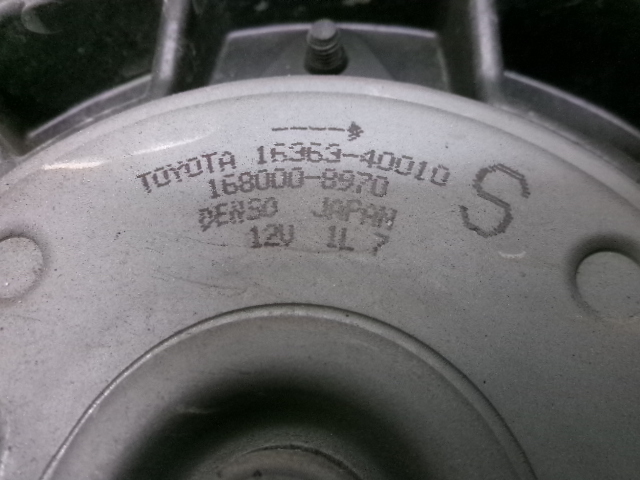 TOYOTA 16363-40010
168000-8970
DENSO JAPAN
12V 1L 7
S